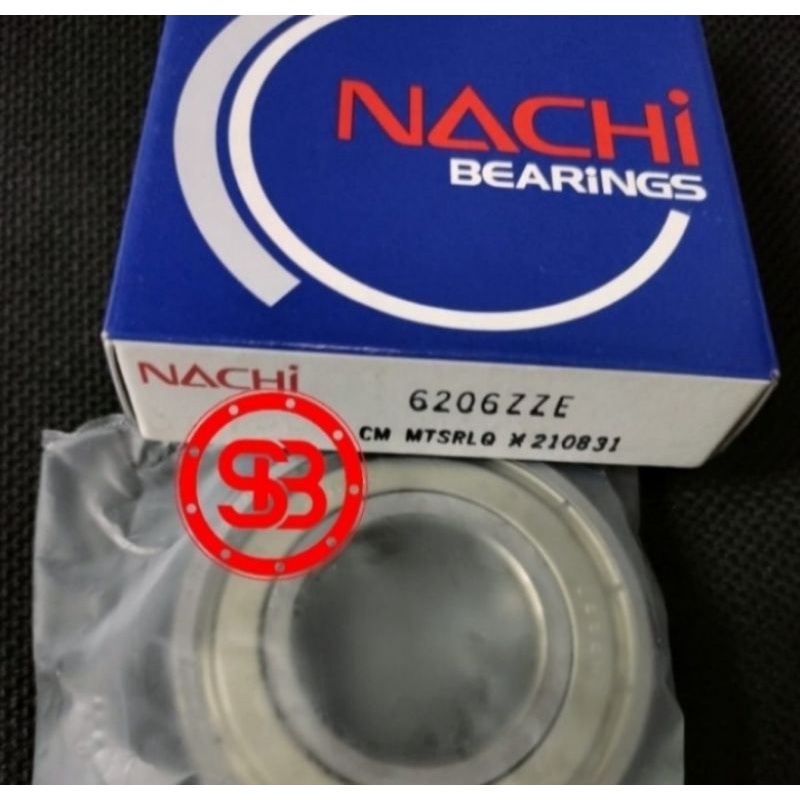 NACHi
BEARiNGS
NACHi
6206ZZE
CM MTSRLQ X 210831
SB